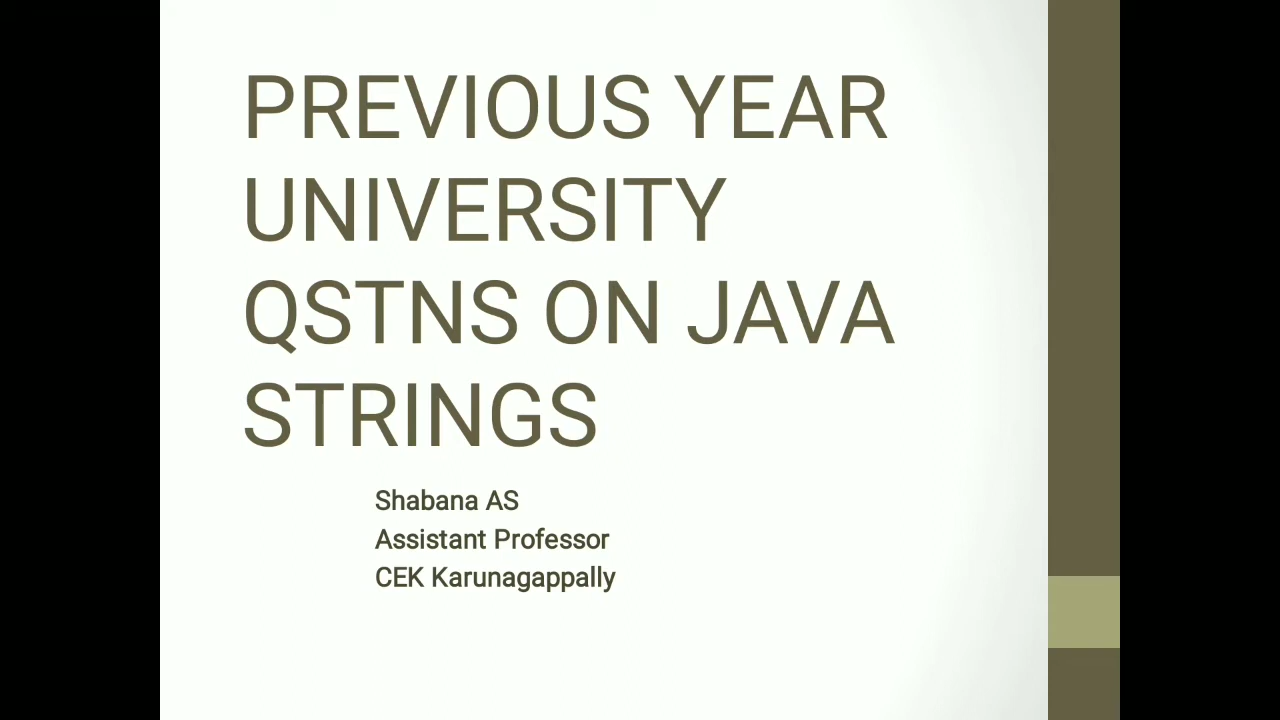 PREVIOUS YEAR
UNIVERSITY
QSTNS ON JAVA
STRINGS
Shabana AS
Assistant Professor
CEK Karunagappally